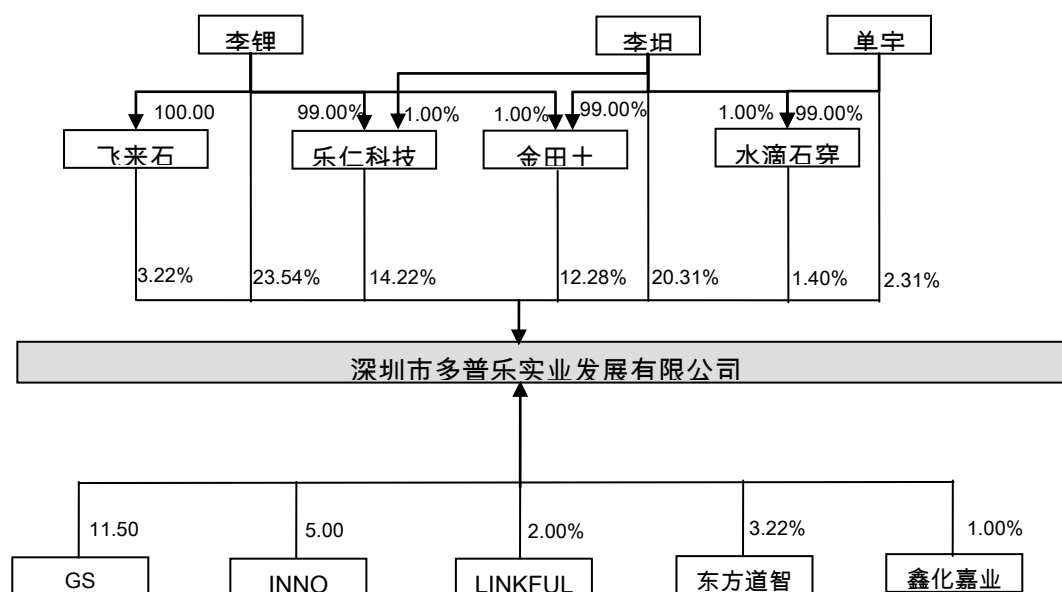 李锂
李坦
单宇
100.00
99.00%
1.00%
1.00%
99.00%
1.00%
99.00%
飞来石
乐仁科技
金田土
水滴石穿
3.22%
23.54%
14.22%
12.28%
20.31%
1.40%
2.31%
深圳市多普乐实业发展有限公司
11.50
5.00
2.00%
3.22%
1.00%
GS
INNO
LINKFUL
东方道智
鑫化嘉业